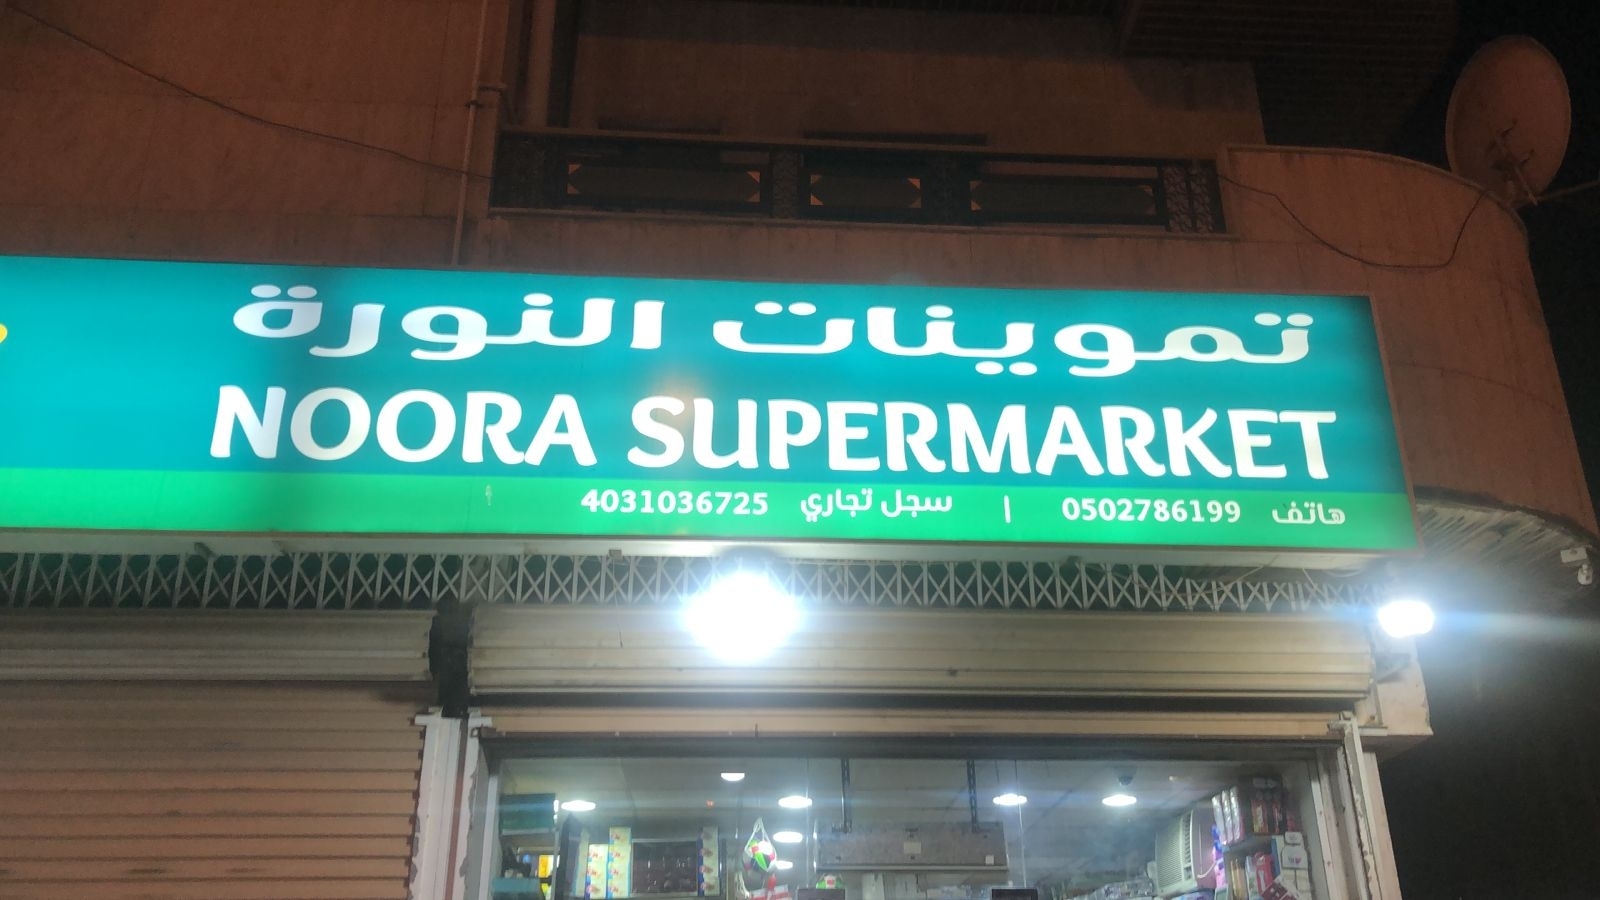 تموينات النورة
NOORA SUPERMARKET
هاتف 0502786199 | سجل تجاري 4031036725